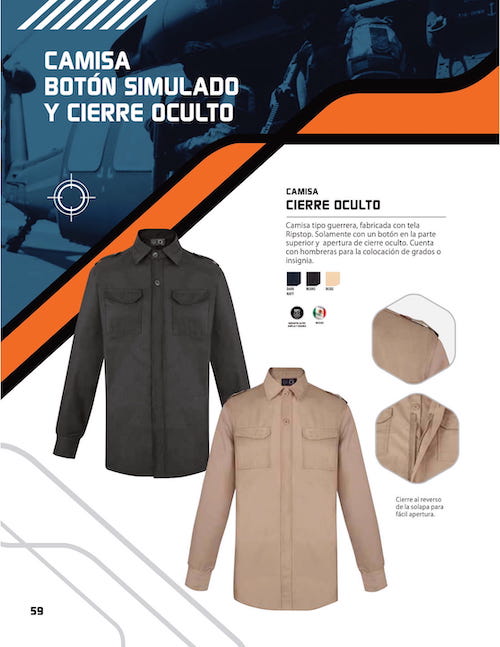 CAMISA
BOTÓN SIMULADO
Y CIERRE OCULTO
CAMISA
CIERRE OCULTO
Camisa tipo guerrera, fabricada con tela
Ripstop. Solamente con un botón en la parte
superior y apertura de cierre oculto. Cuenta
con hombreras para la colocación de grados o
insignia.
DARK NEGRO BEIGE
NAVY
Cierre al reverso
de la solapa para
fácil apertura.
59